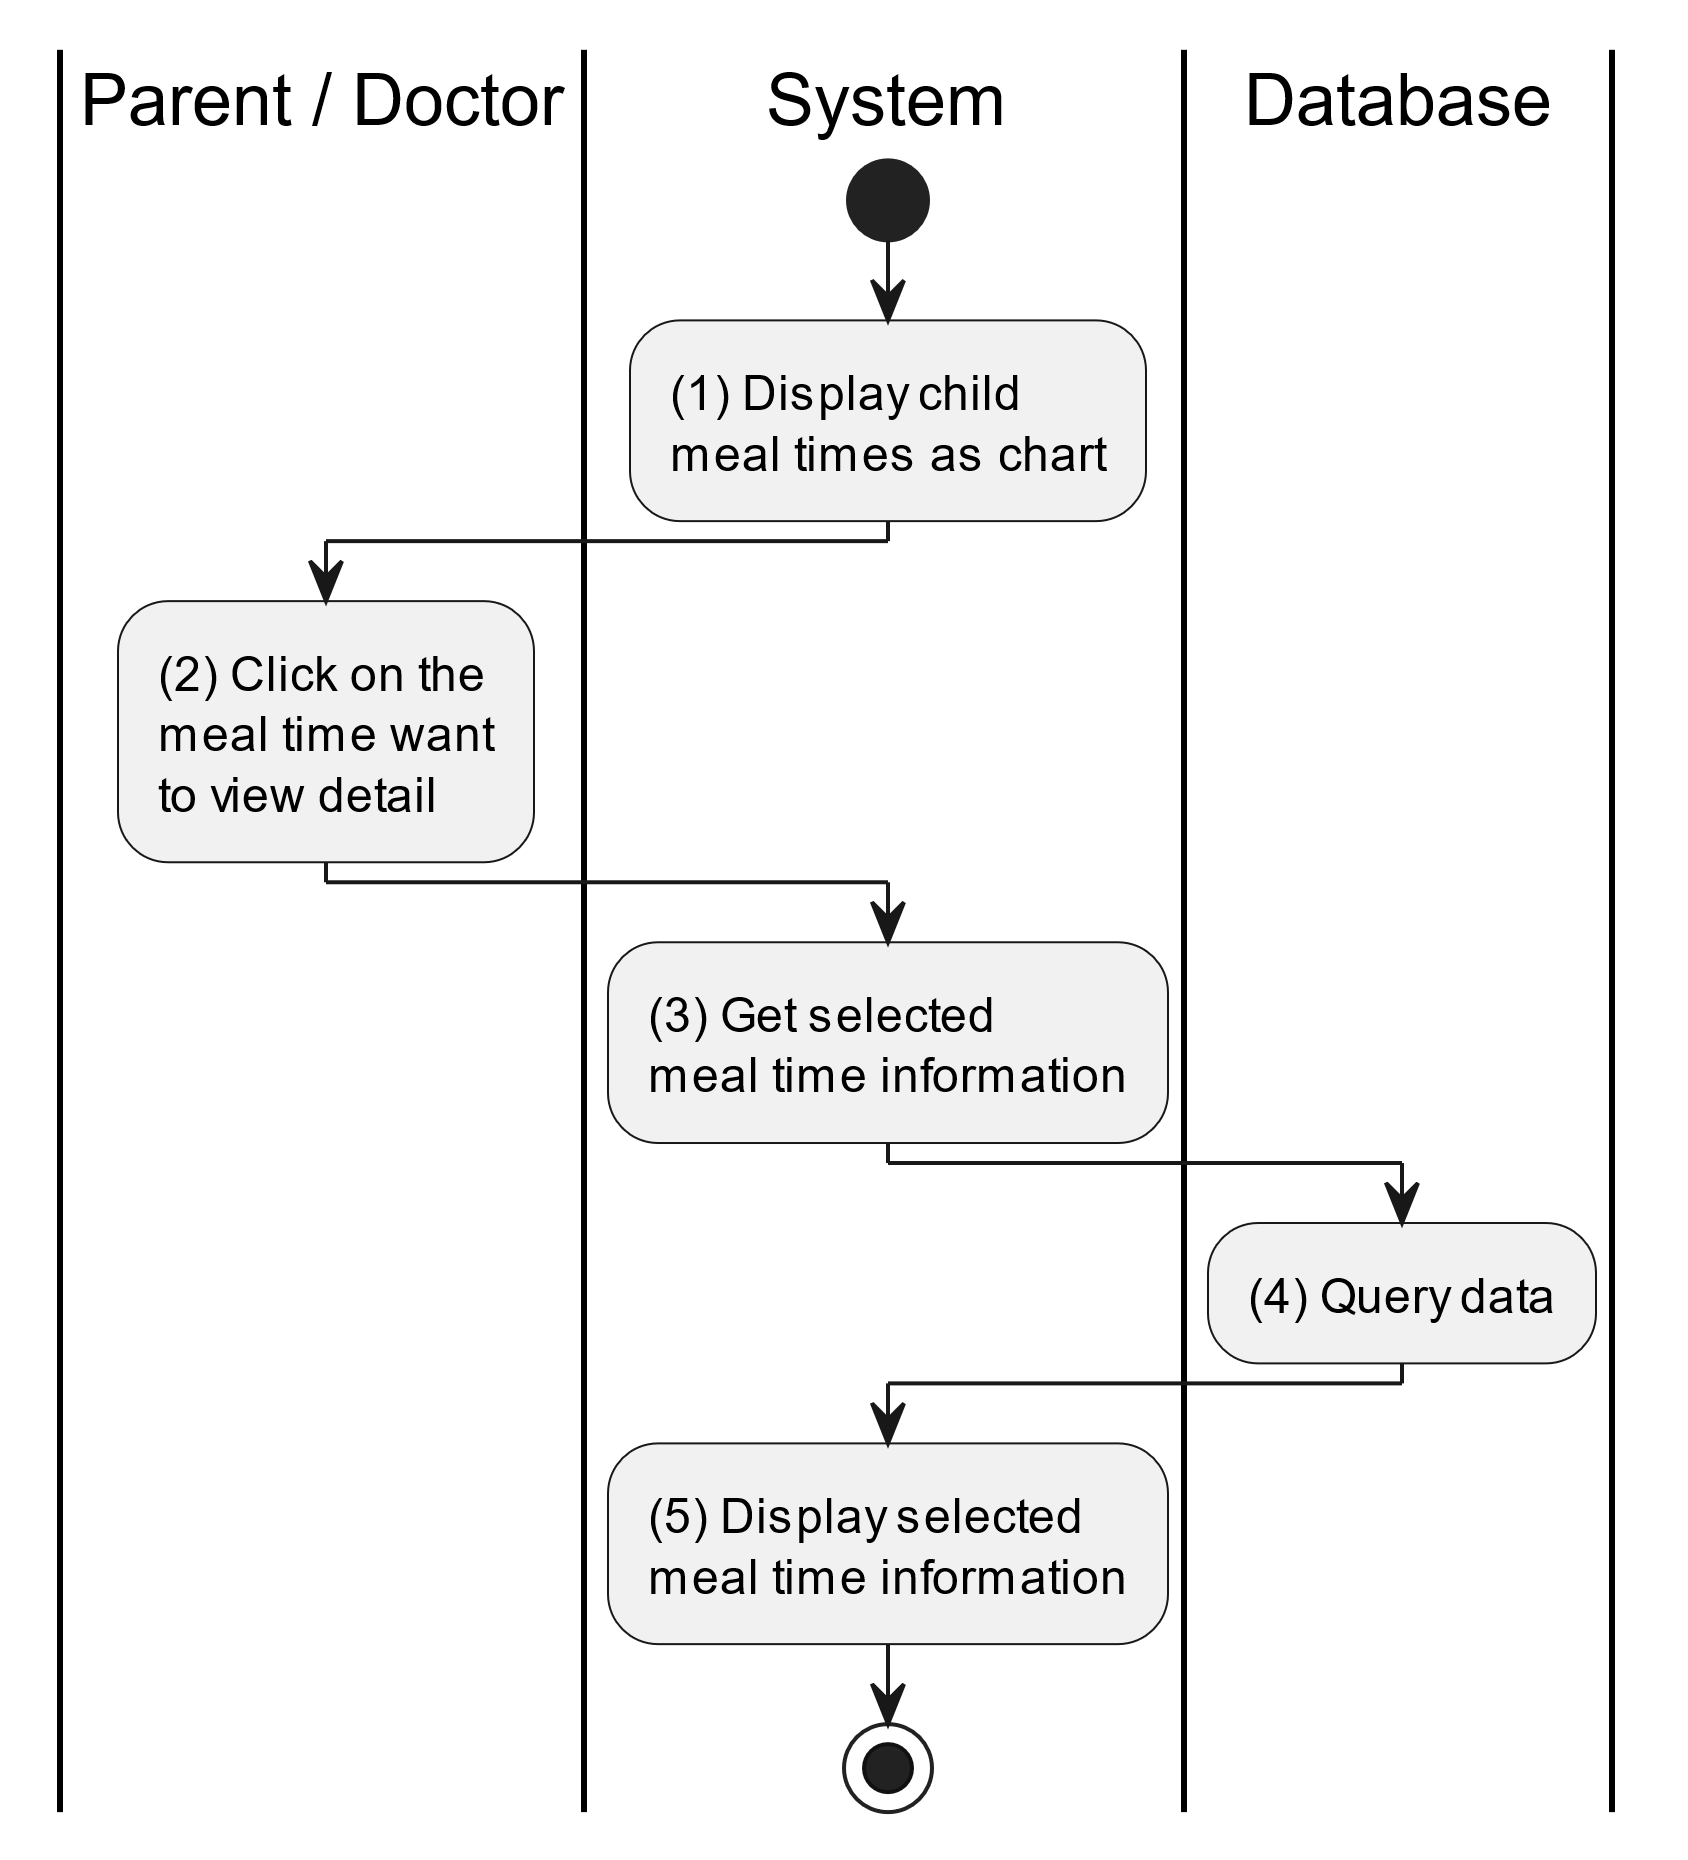 Parent / Doctor
System
Database
(1) Display child
meal times as chart
(2) Click on the
meal time want
to view detail
(3) Get selected
meal time information
(4) Query data
(5) Display selected
meal time information